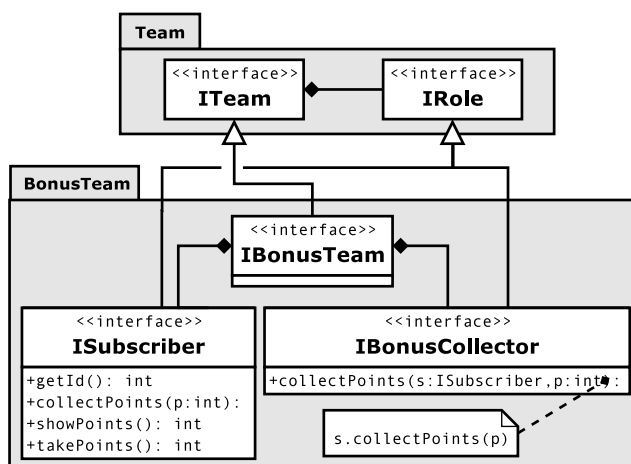 Team
<<interface>>
ITeam
<<interface>>
IRole
BonusTeam
<<interface>>
IBonusTeam
<<interface>>
ISubscriber
+getId(): int
+collectPoints(p:int):
+showPoints(): int
+takePoints(): int
<<interface>>
IBonusCollector
+collectPoints(s:ISubscriber,p:int):
s.collectPoints(p)